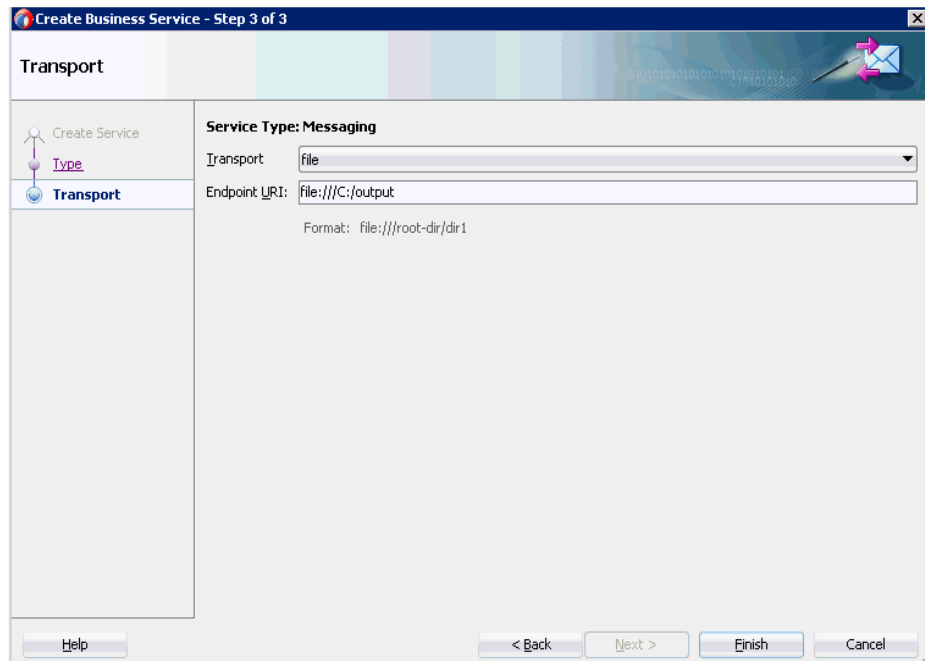 Create Business Service - Step 3 of 3
Transport
Create Service
Type
Transport
Service Type: Messaging
Transport file
Endpoint URI: file:///C:/output
Format: file:///root-dir/dir1
Help < Back Next > Finish Cancel